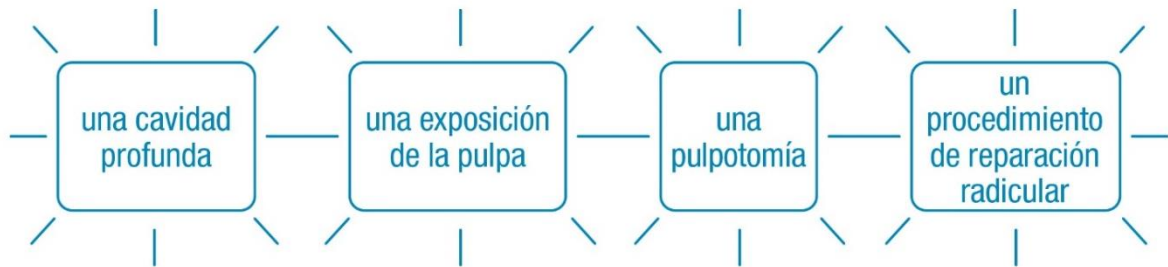 una cavidad
profunda
una exposición
de la pulpa
una
pulpotomía
un
procedimiento
de reparación
radicular